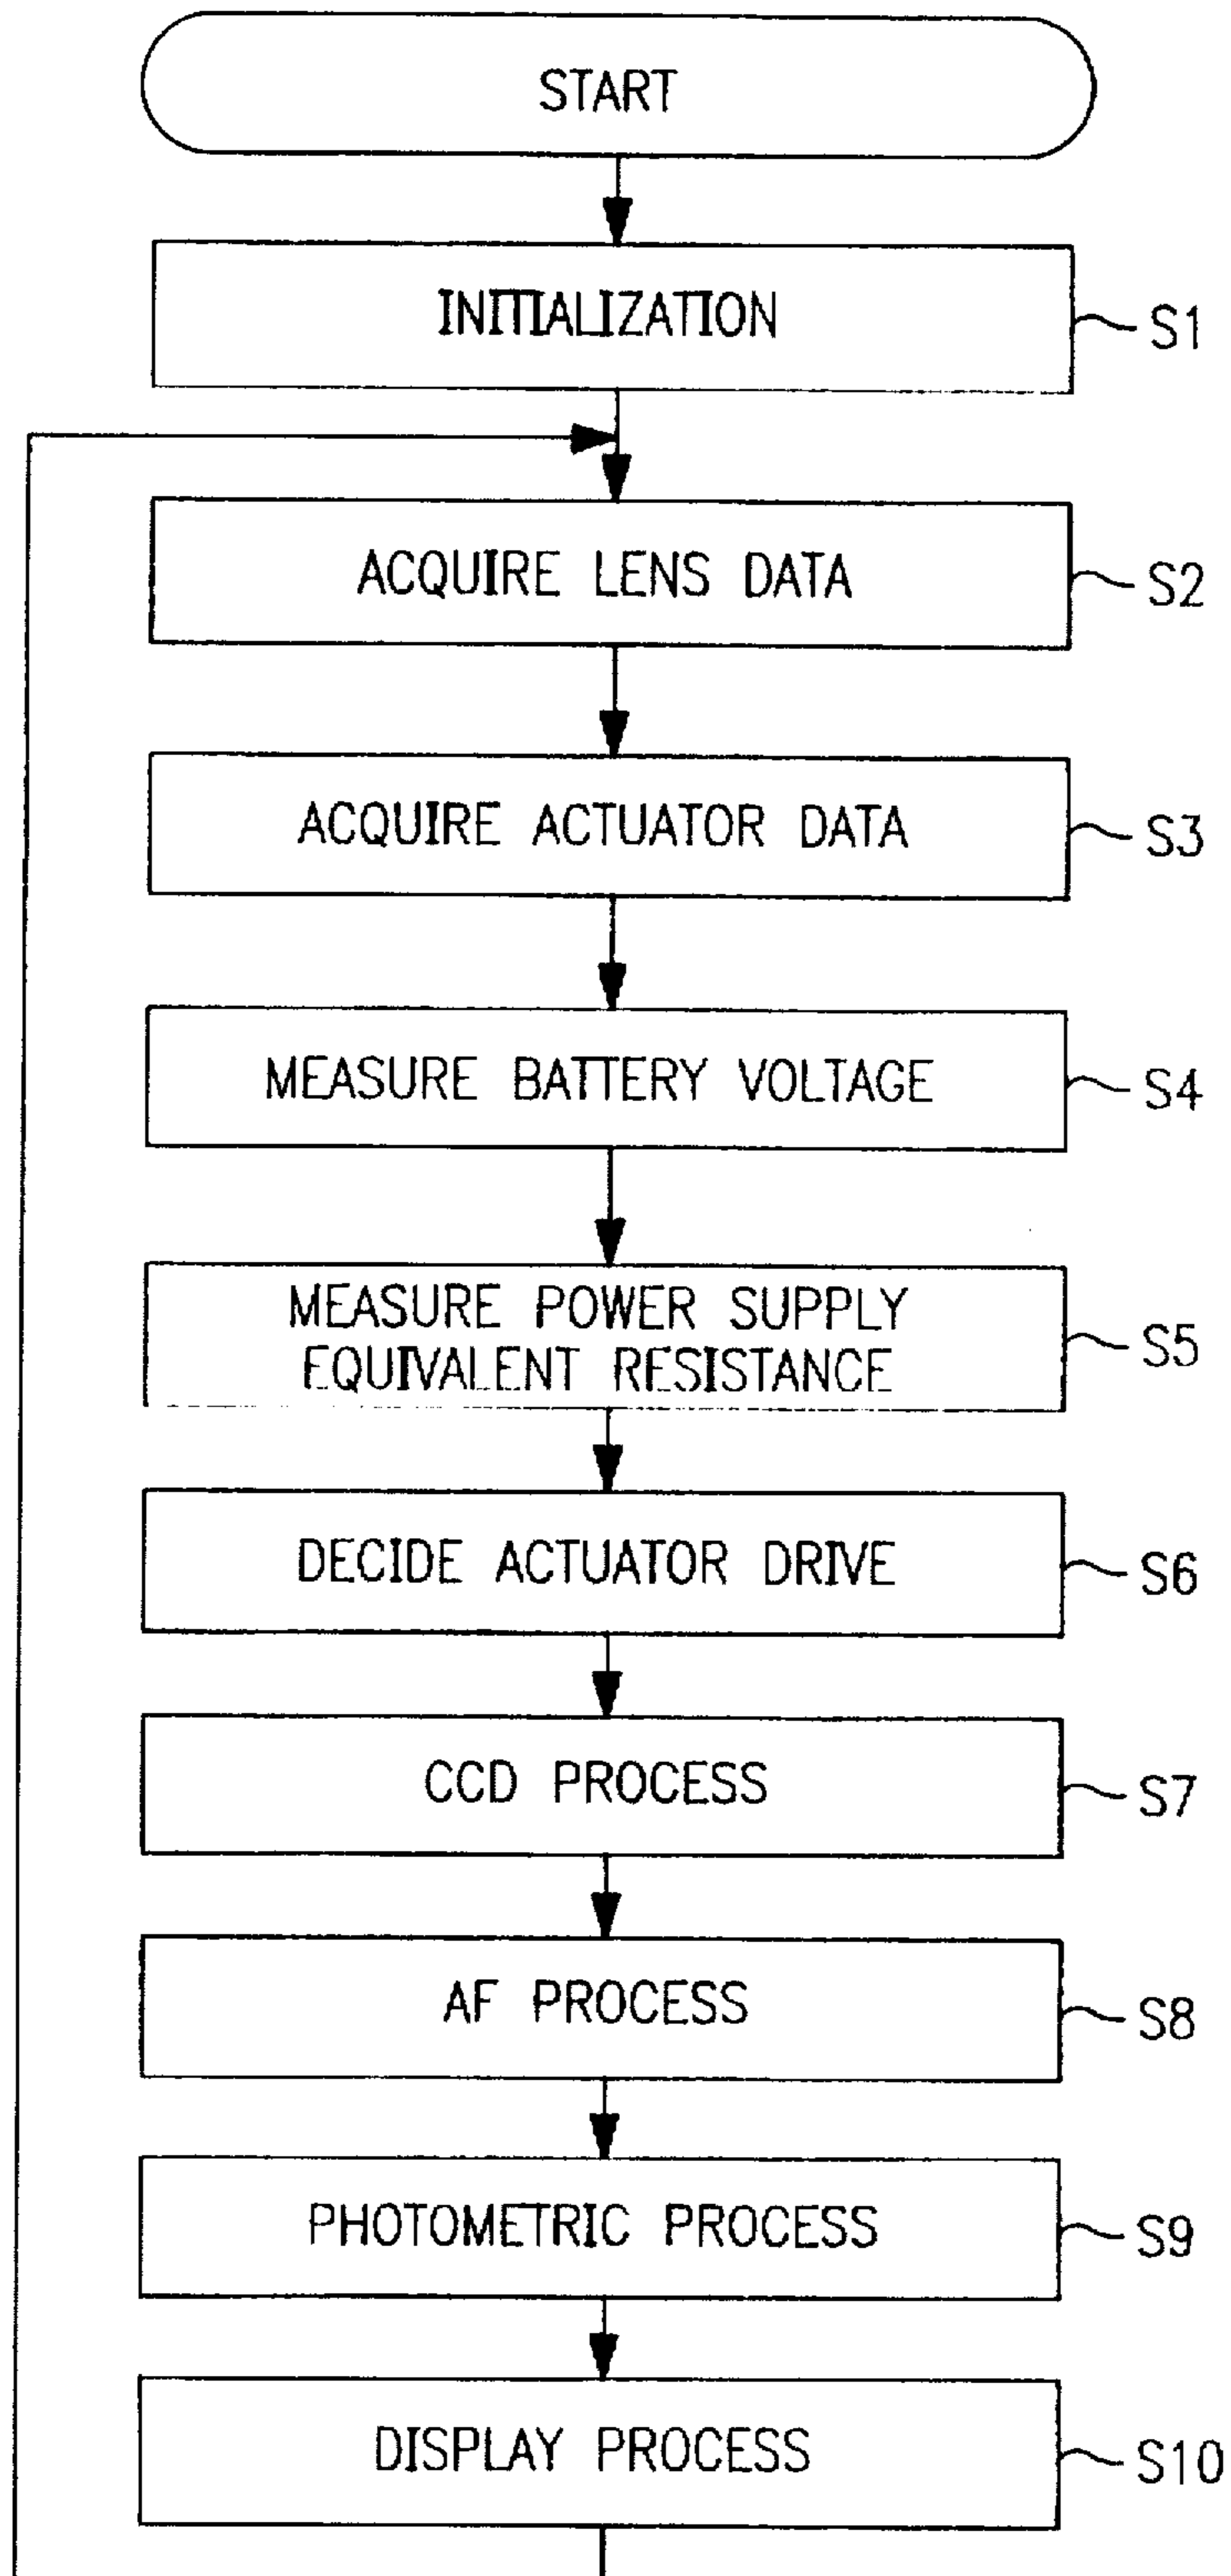 START
INITIALIZATION
S1
ACQUIRE LENS DATA
S2
ACQUIRE ACTUATOR DATA
S3
MEASURE BATTERY VOLTAGE
S4
MEASURE POWER SUPPLY
EQUIVALENT RESISTANCE
S5
DECIDE ACTUATOR DRIVE
S6
CCD PROCESS
S7
AF PROCESS
S8
PHOTOMETRIC PROCESS
S9
DISPLAY PROCESS
S10